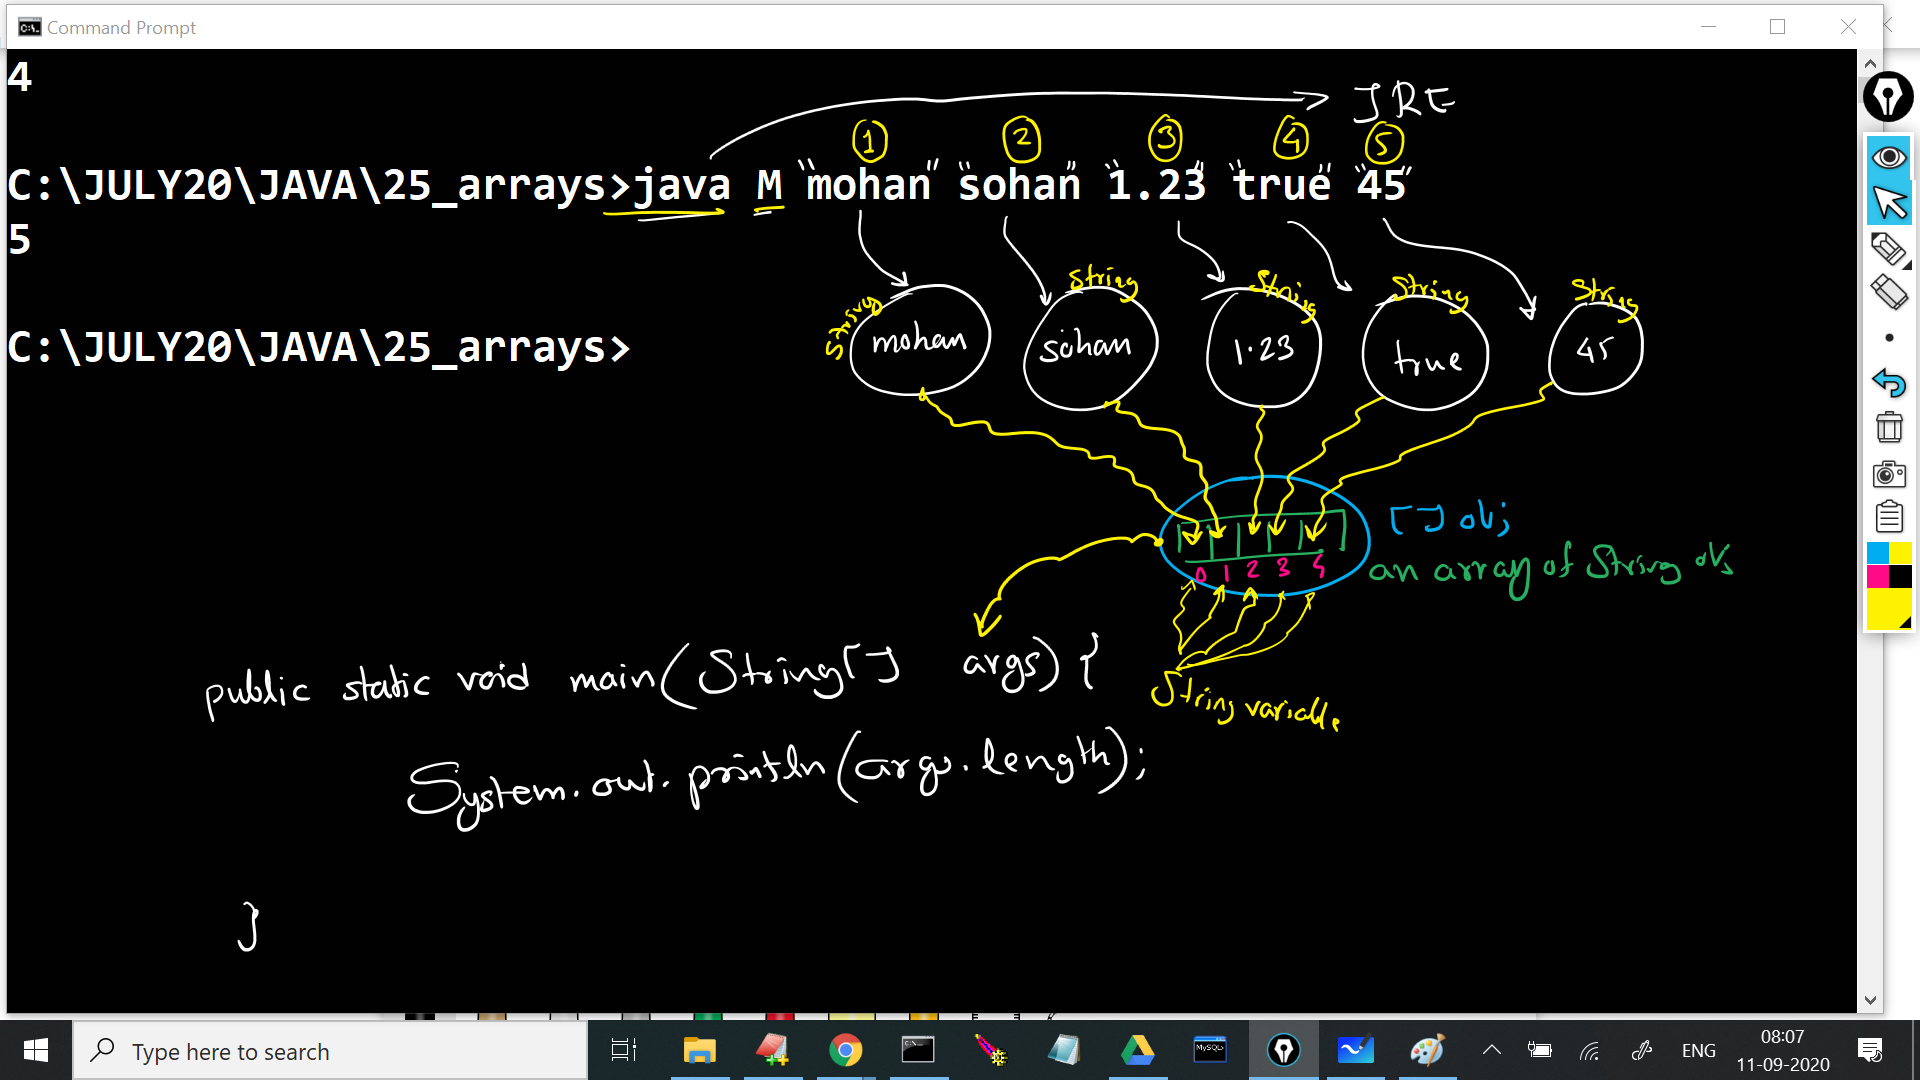 Command Prompt
4
JRE
1 2 3 4 5
C:\JULY20\JAVA\25_arrays>java M "mohan" "sohan" "1.23" "true" "45"
5
String String String String String
C:\JULY20\JAVA\25_arrays>
mohan sohan 1.23 true 45
[] obj
an array of String obj
0 1 2 3 4
public static void main(String[] args) {
String variable
System.out.println(args.length);
}
Type here to search
MySQL
ENG
08:07
11-09-2020